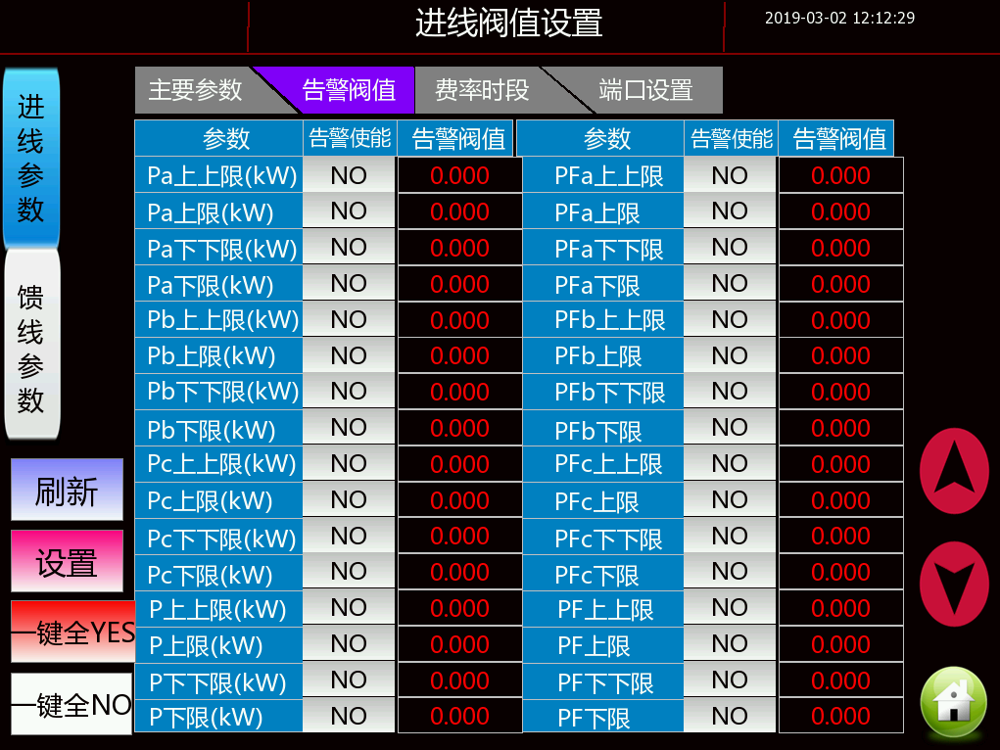 进线阀值设置
2019-03-02 12:12:29
进线参数
馈线参数
刷新
设置
一键全YES
一键全NO
主要参数 告警阀值 费率时段 端口设置
参数 告警使能 告警阀值 参数 告警使能 告警阀值
Pa上上限(kW) NO 0.000 PFa上上限 NO 0.000
Pa上限(kW) NO 0.000 PFa上限 NO 0.000
Pa下下限(kW) NO 0.000 PFa下下限 NO 0.000
Pa下限(kW) NO 0.000 PFa下限 NO 0.000
Pb上上限(kW) NO 0.000 PFb上上限 NO 0.000
Pb上限(kW) NO 0.000 PFb上限 NO 0.000
Pb下下限(kW) NO 0.000 PFb下下限 NO 0.000
Pb下限(kW) NO 0.000 PFb下限 NO 0.000
Pc上上限(kW) NO 0.000 PFc上上限 NO 0.000
Pc上限(kW) NO 0.000 PFc上限 NO 0.000
Pc下下限(kW) NO 0.000 PFc下下限 NO 0.000
Pc下限(kW) NO 0.000 PFc下限 NO 0.000
P上上限(kW) NO 0.000 PF上上限 NO 0.000
P上限(kW) NO 0.000 PF上限 NO 0.000
P下下限(kW) NO 0.000 PF下下限 NO 0.000
P下限(kW) NO 0.000 PF下限 NO 0.000